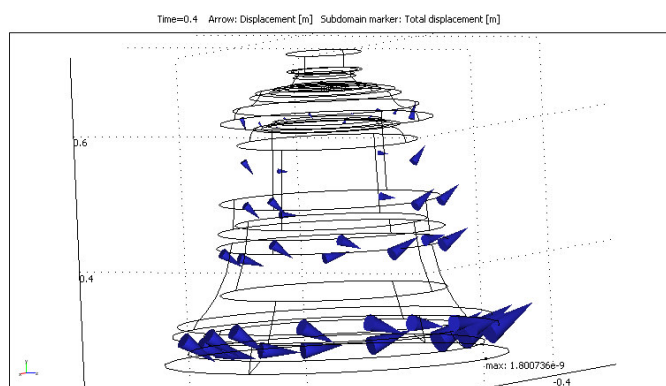 Time=0.4 Arrow: Displacement [m] Subdomain marker: Total displacement [m]
0.6
0.4
max: 1.800736e-9
-0.4